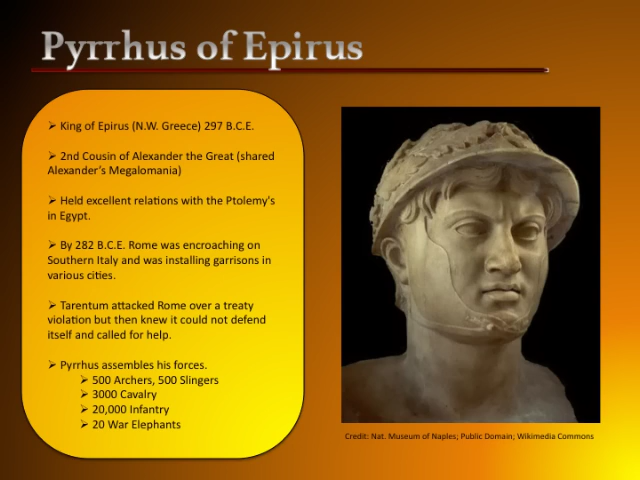 Pyrrhus of Epirus
➢ King of Epirus (N.W. Greece) 297 B.C.E.
➢ 2nd Cousin of Alexander the Great (shared
Alexander's Megalomania)
➢ Held excellent relations with the Ptolemy's
in Egypt.
➢ By 282 B.C.E. Rome was encroaching on
Southern Italy and was installing garrisons in
various cities.
➢ Tarentum attacked Rome over a treaty
violation but then knew it could not defend
itself and called for help.
➢ Pyrrhus assembles his forces.
➢ 500 Archers, 500 Slingers
➢ 3000 Cavalry
➢ 20,000 Infantry
➢ 20 War Elephants
Credit: Nat. Museum of Naples; Public Domain; Wikimedia Commons